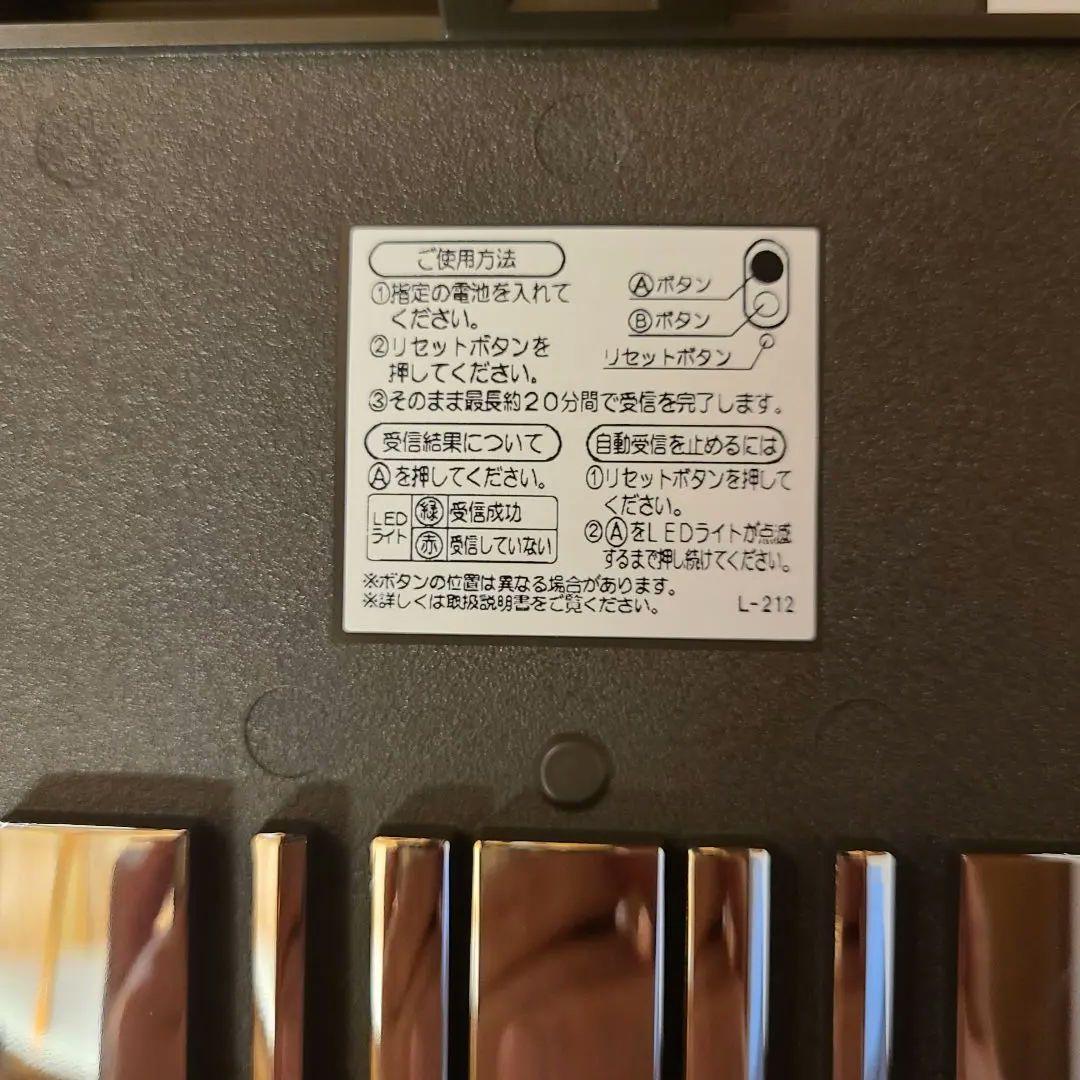 ご使用方法
①指定の電池を入れて
ください。
②リセットボタンを
押してください。
③そのまま最長約20分間で受信を完了します。
Ⓐボタン
Ⓑボタン
リセットボタン
受信結果について
Ⓐを押してください。
LEDライト
緑 受信成功
赤 受信していない
自動受信を止めるには
①リセットボタンを押して
ください。
②ⒶをLEDライトが点滅
するまで押し続けてください。
※ボタンの位置は異なる場合があります。
※詳しくは取扱説明書をご覧ください。
L-212